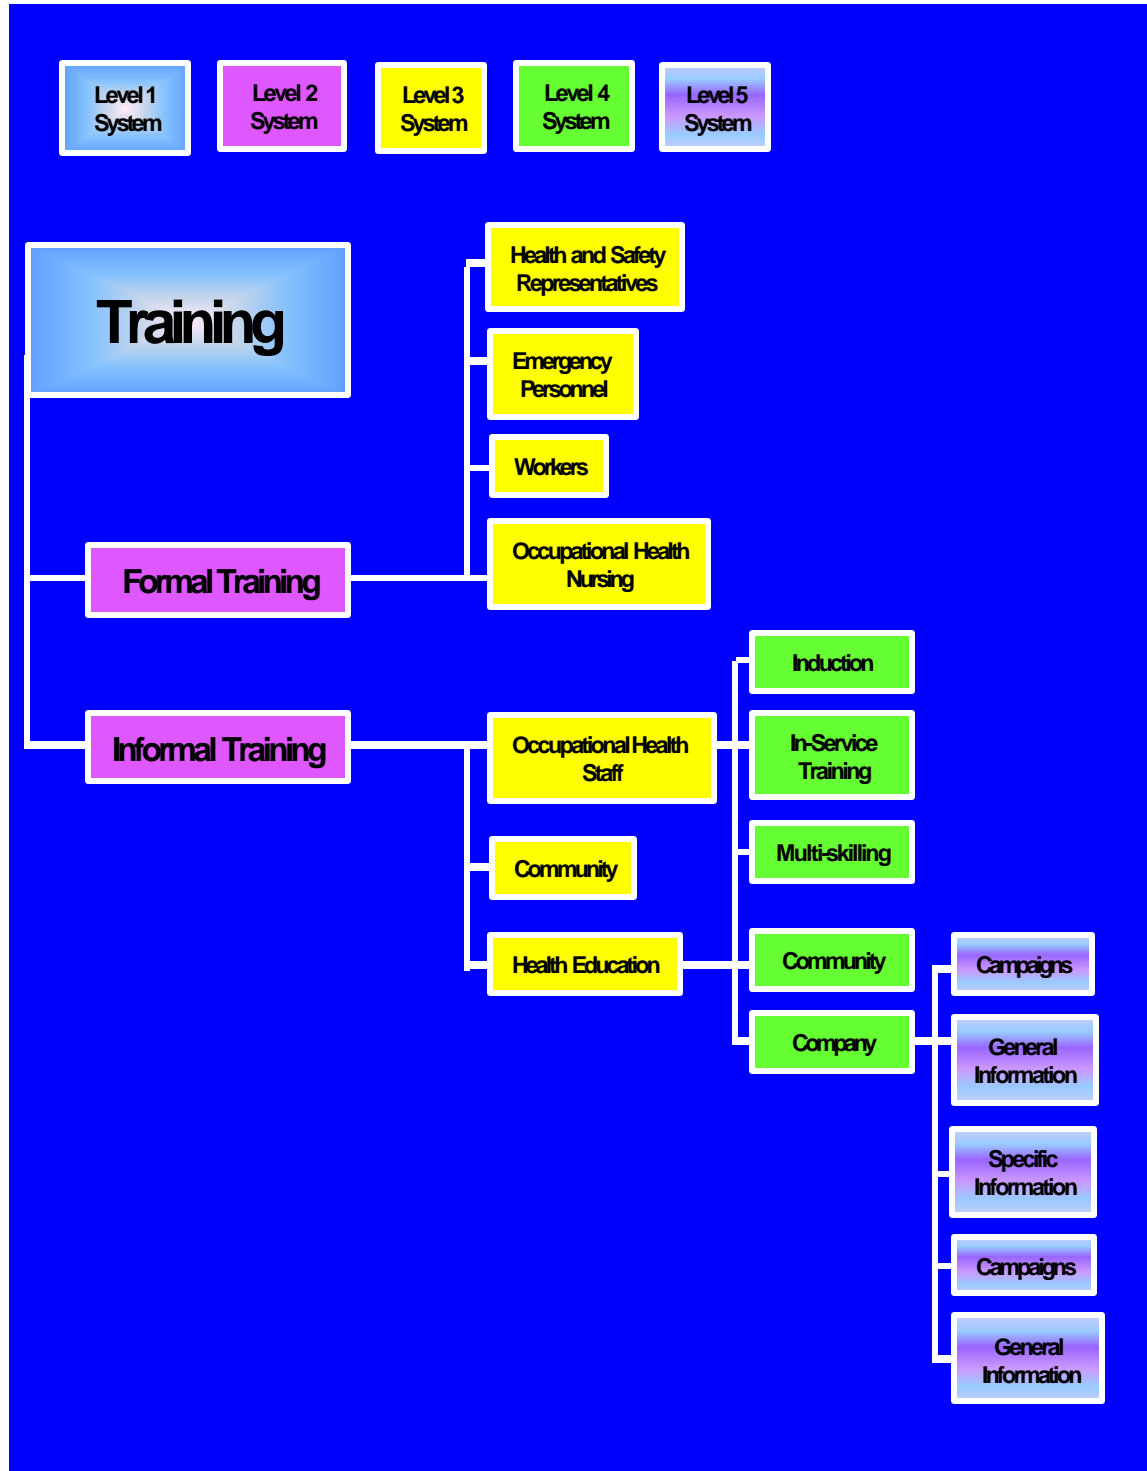 Level 1
System
Level 2
System
Level 3
System
Level 4
System
Level 5
System
Training
Health and Safety
Representatives
Emergency
Personnel
Workers
Occupational Health
Nursing
Formal Training
Induction
Informal Training
Occupational Health
Staff
In-Service
Training
Multi-skilling
Community
Health Education
Community
Campaigns
Company
General
Information
Specific
Information
Campaigns
General
Information